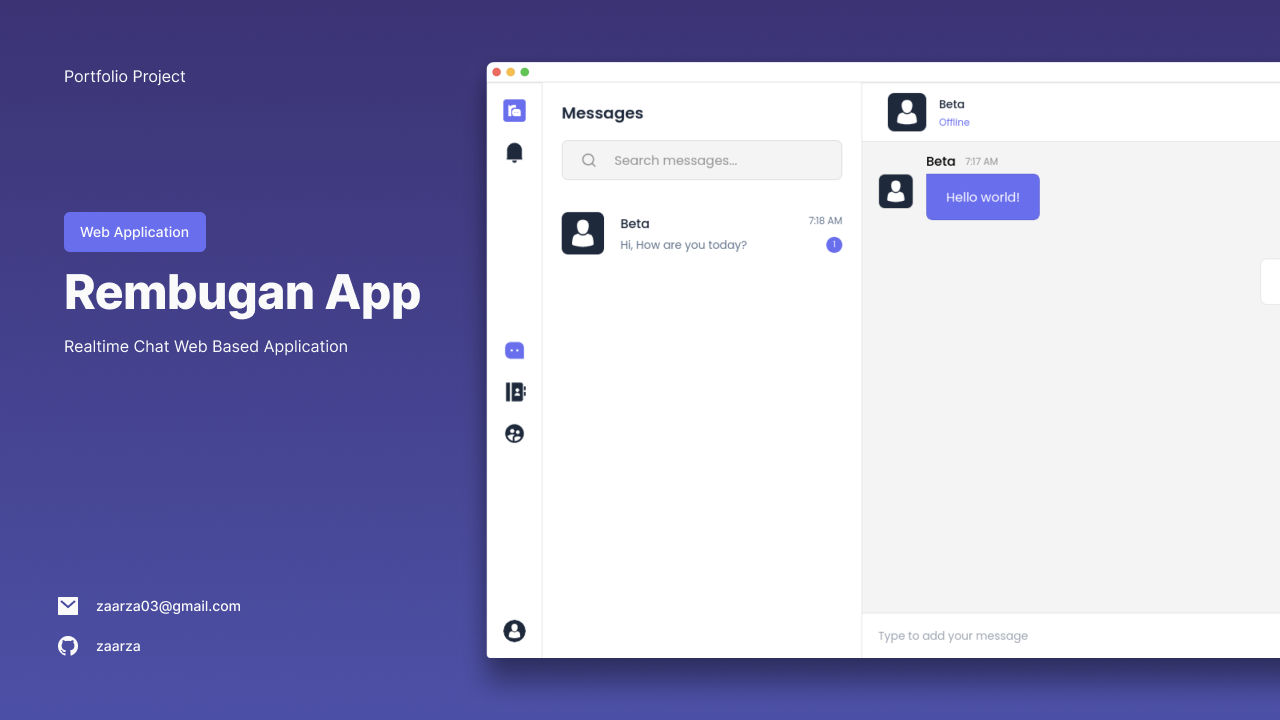 Portfolio Project
Web Application
Rembugan App
Realtime Chat Web Based Application
zaarza03@gmail.com
zaarza
Messages
Search messages...
Beta
7:18 AM
Hi, How are you today?
1
Beta
Offline
Beta 7:17 AM
Hello world!
Type to add your message